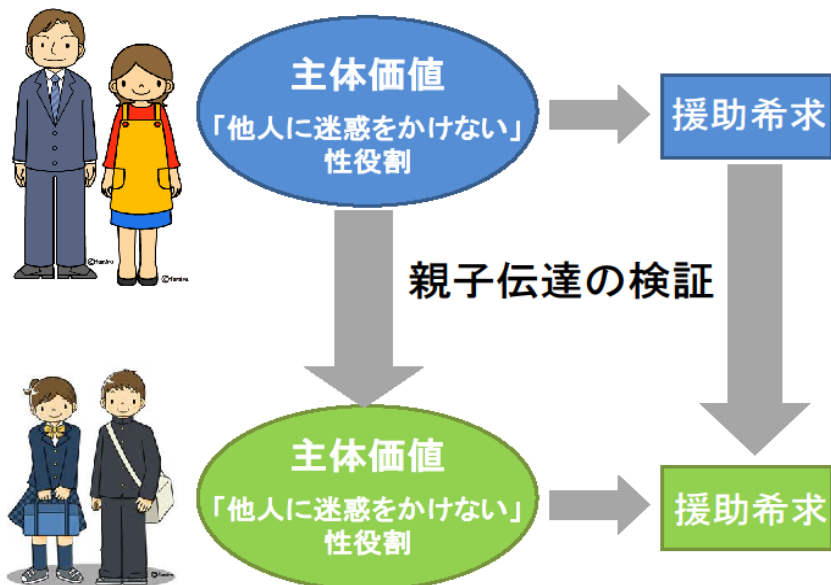 主体価値
「他人に迷惑をかけない」
性役割
援助希求
親子伝達の検証
主体価値
「他人に迷惑をかけない」
性役割
援助希求